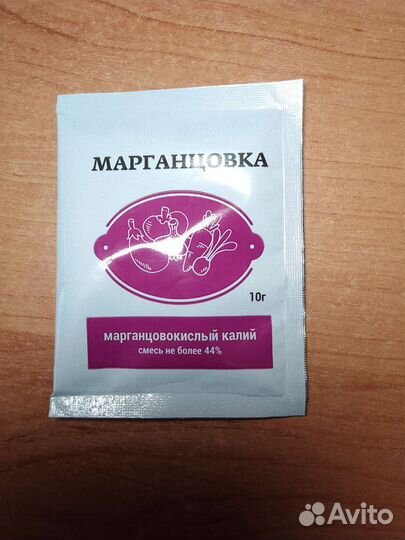 МАРГАНЦОВКА
10г
марганцовокислый калий
смесь не более 44%
Avito